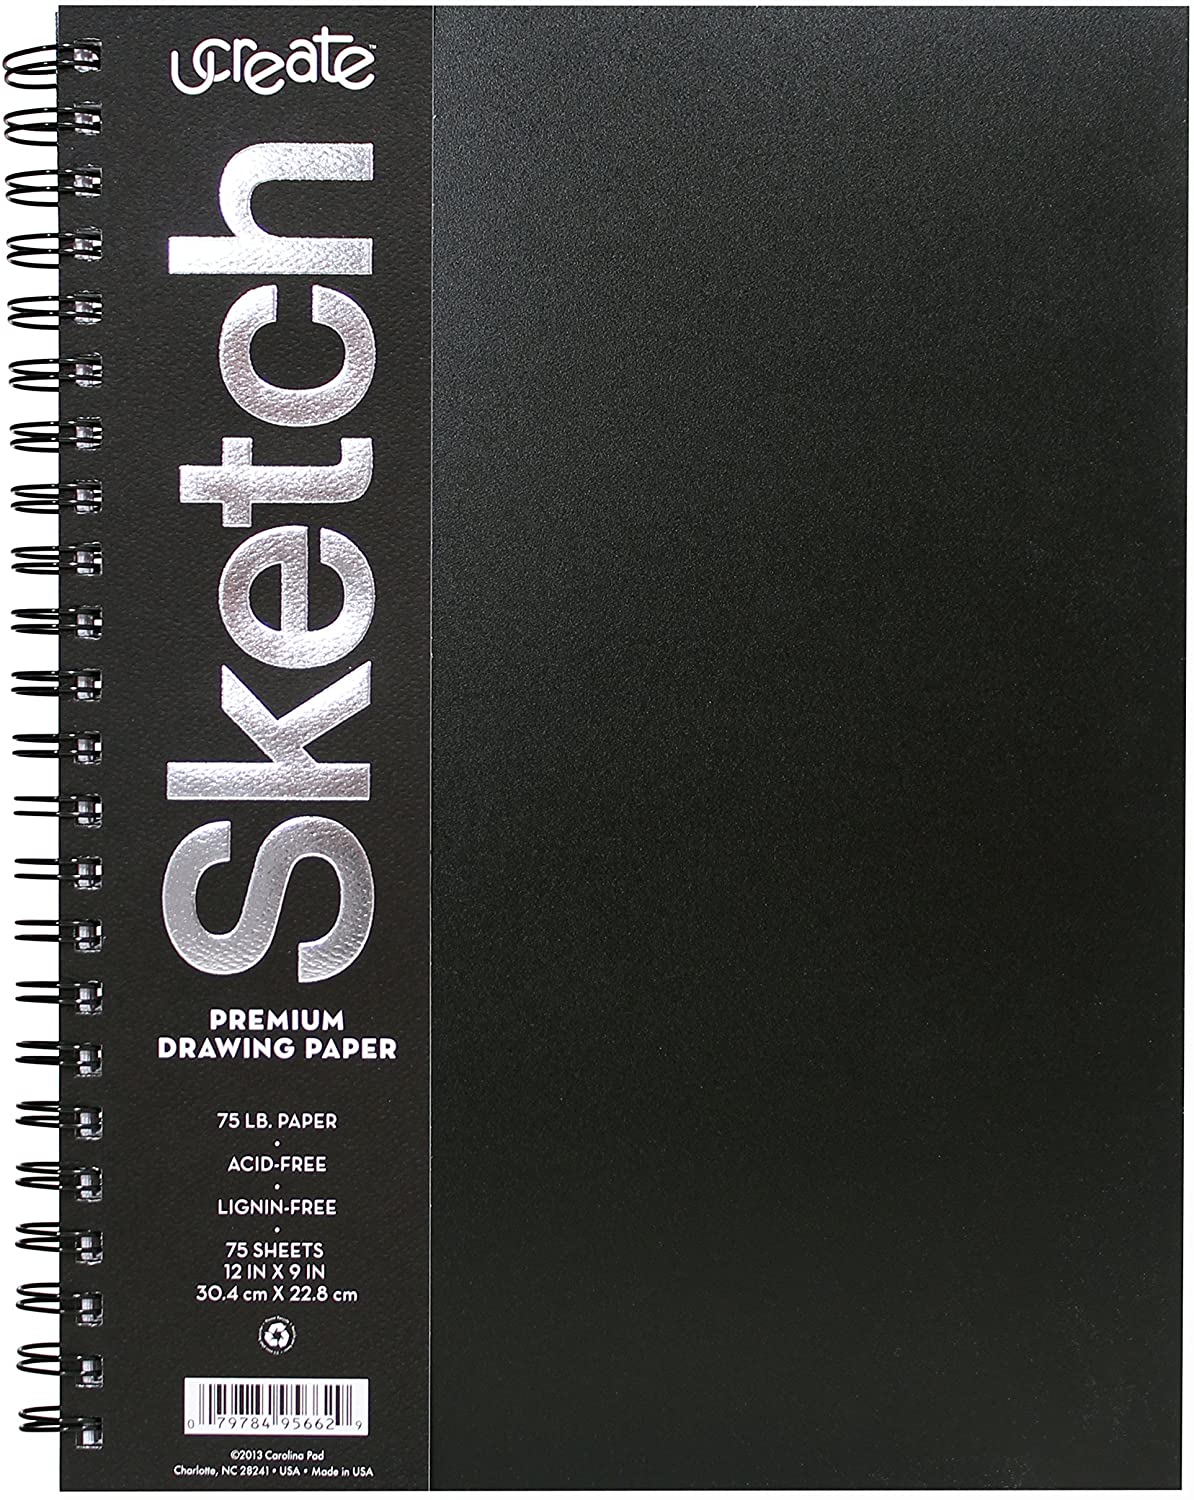 ucreate™
Sketch
PREMIUM
DRAWING PAPER
75 LB. PAPER
•
ACID-FREE
•
LIGNIN-FREE
•
75 SHEETS
12 IN X 9 IN
30.4 cm X 22.8 cm
0 79784 95662 9
©2013 Carolina Pad
Charlotte, NC 28241 • USA • Made in USA